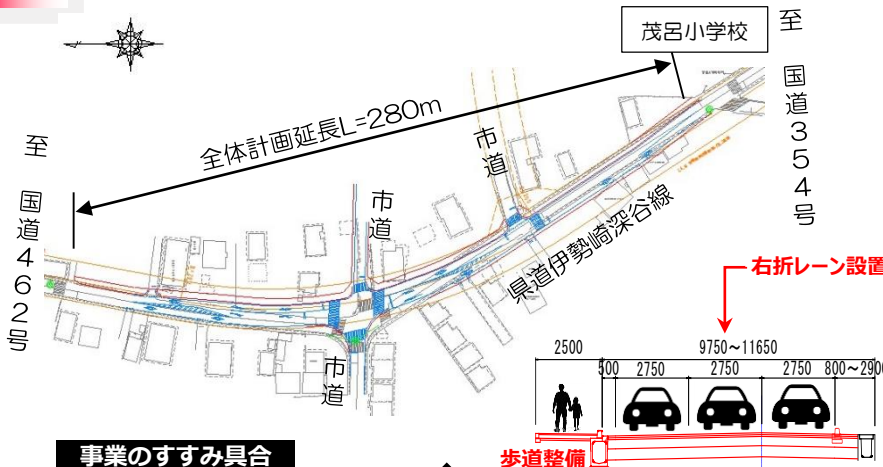 茂呂小学校
至 国道354号
全体計画延長L=280m
至 国道462号
市道
市道
市道
県道伊勢崎深谷線
右折レーン設置
2500
9750～11650
500
2750
2750
2750
800～2900
歩道整備
事業のすすみ具合